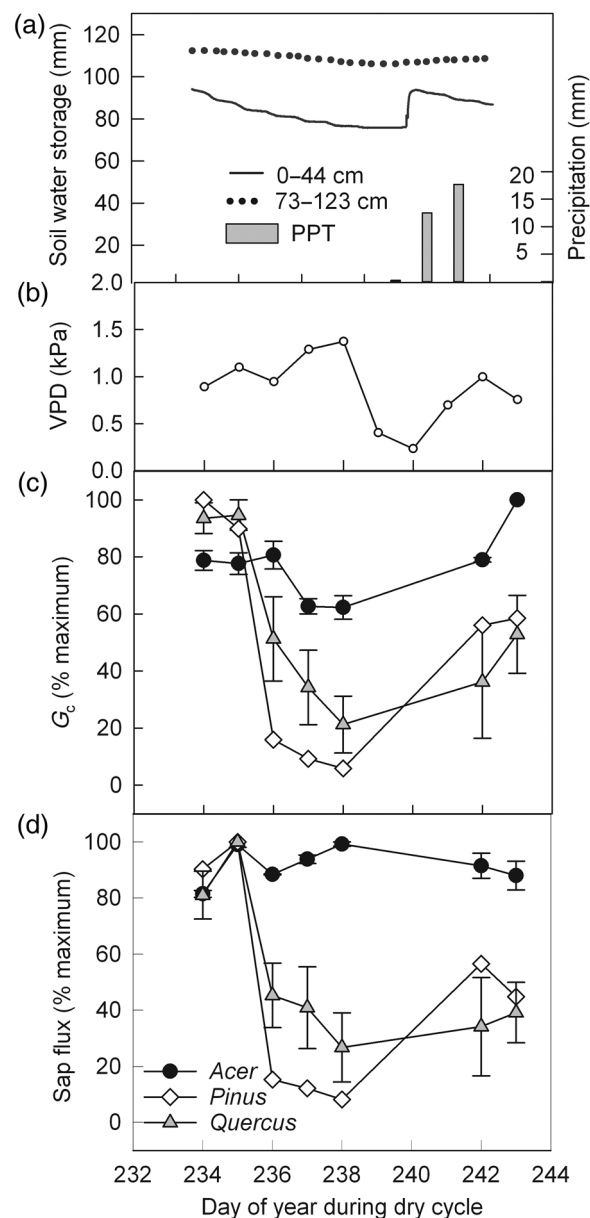 (a)
120
100
80
60
40
20
2.0
Soil water storage (mm)
0–44 cm
73–123 cm
PPT
20
15
10
5
Precipitation (mm)
(b)
1.5
1.0
0.5
0.0
VPD (kPa)
(c)
100
80
60
40
20
0
Gc (% maximum)
(d)
100
80
60
40
20
0
Sap flux (% maximum)
Acer
Pinus
Quercus
232 234 236 238 240 242 244
Day of year during dry cycle